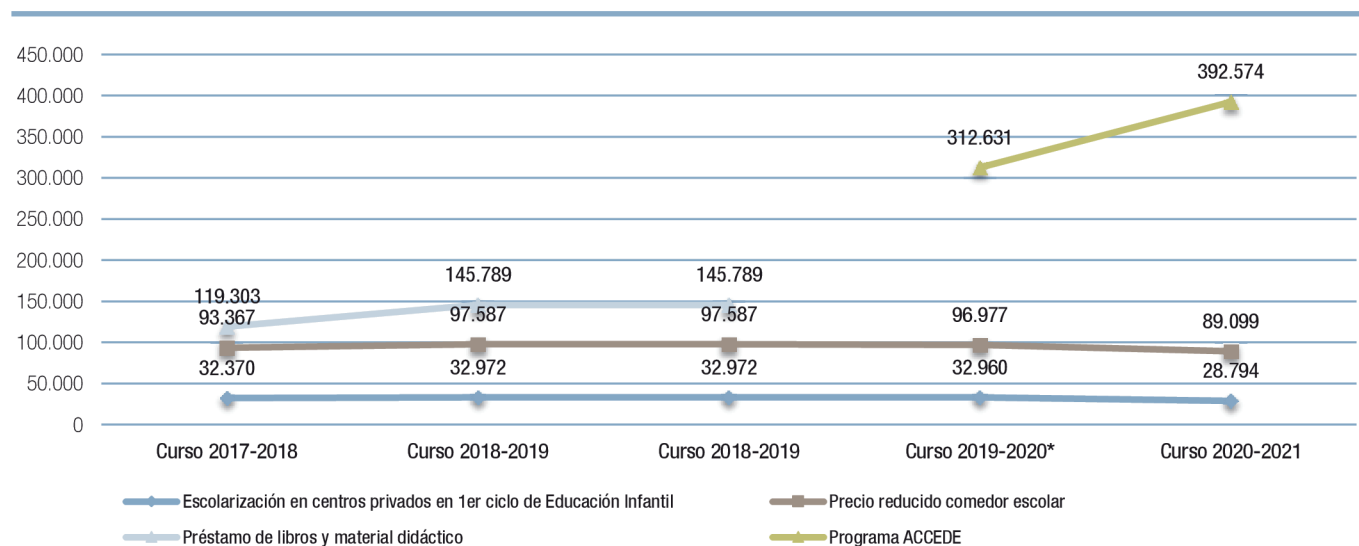 450.000
400.000
350.000
300.000
250.000
200.000
150.000
100.000
50.000
0
392.574
312.631
119.303
145.789
145.789
93.367
97.587
97.587
96.977
89.099
32.370
32.972
32.972
32.960
28.794
Curso 2017-2018
Curso 2018-2019
Curso 2018-2019
Curso 2019-2020*
Curso 2020-2021
Escolarización en centros privados en 1er ciclo de Educación Infantil
Precio reducido comedor escolar
Préstamo de libros y material didáctico
Programa ACCEDE